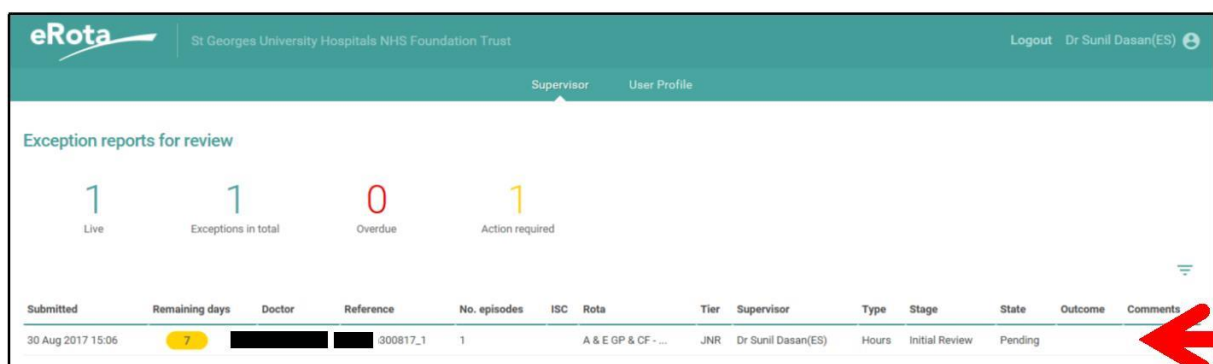 eRota St Georges University Hospitals NHS Foundation Trust Logout Dr Sunil Dasan(ES)
Supervisor User Profile
Exception reports for review
1 1 0 1
Live Exceptions in total Overdue Action required
Submitted Remaining days Doctor Reference No. episodes ISC Rota Tier Supervisor Type Stage State Outcome Comments
30 Aug 2017 15:06 7 300817_1 1 A & E GP & CF - ... JNR Dr Sunil Dasan(ES) Hours Initial Review Pending